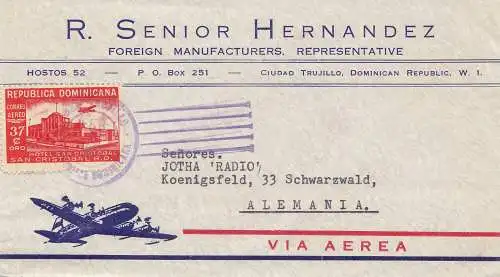 R. SENIOR HERNANDEZ
FOREIGN MANUFACTURERS, REPRESENTATIVE
HOSTOS 52 — P. O. BOX 251 — CIUDAD TRUJILLO, DOMINICAN REPUBLIC, W. I.
REPUBLICA DOMINICANA
CORREO
AEREO
37
¢
ORO
HOTEL SAN CRISTOBAL
SAN CRISTOBAL R.D.
Señores.
JOTHA 'RADIO'
Koenigsfeld, 33 Schwarzwald,
ALEMANIA.
VIA AEREA